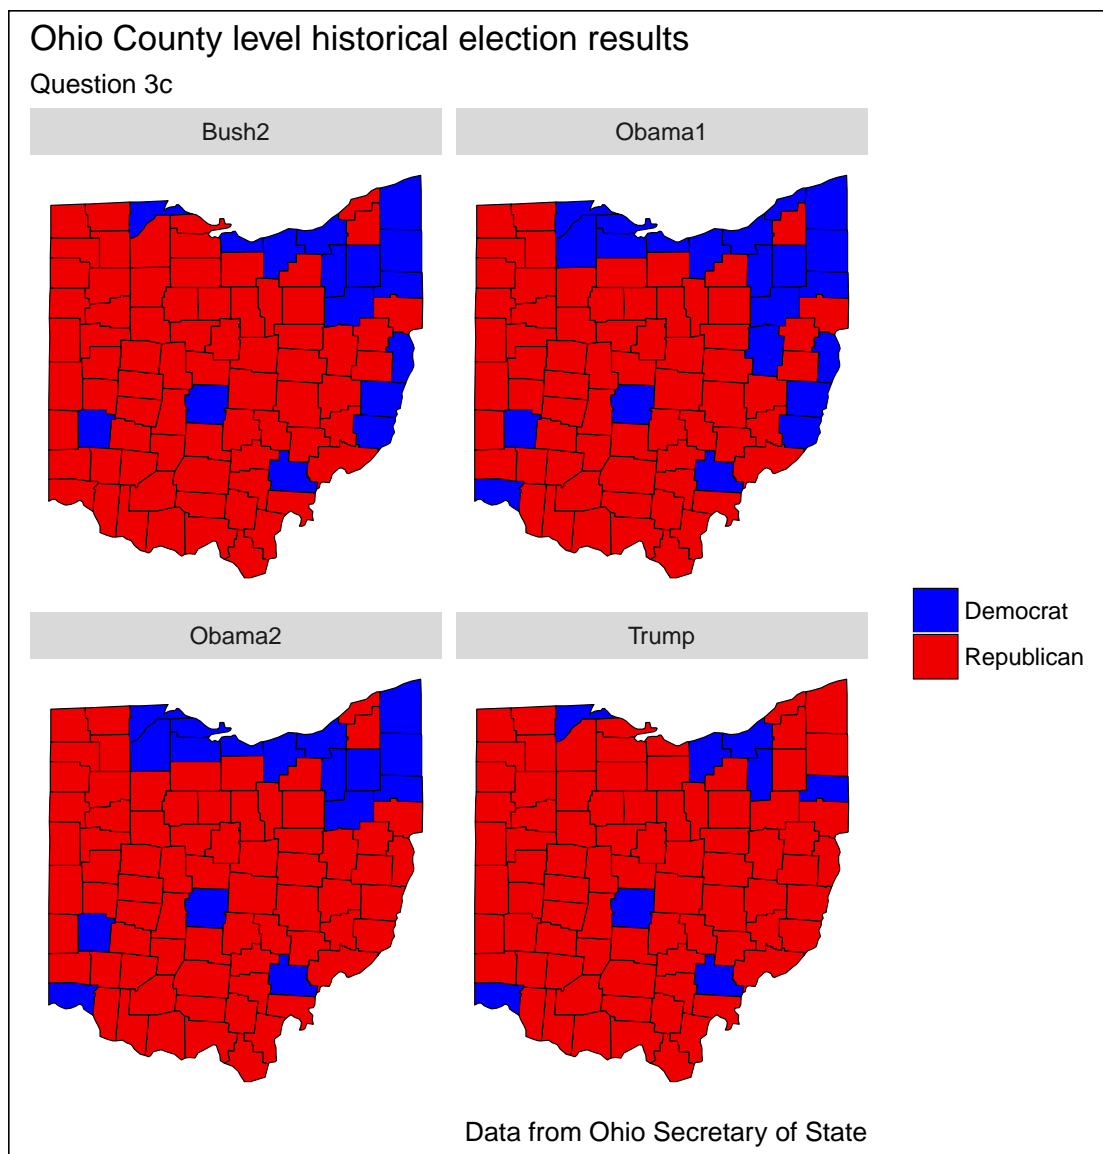 Ohio County level historical election results
Question 3c
Bush2
Obama1
Democrat
Republican
Obama2
Trump
Data from Ohio Secretary of State